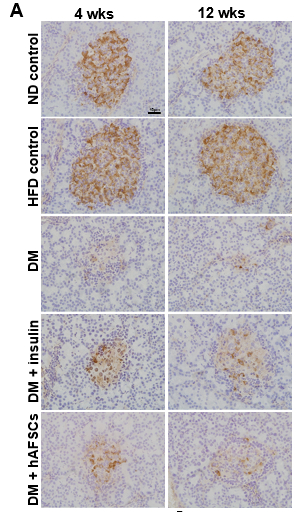 A
4 wks
12 wks
ND control
HFD control
DM
DM + insulin
DM + hAFSCs